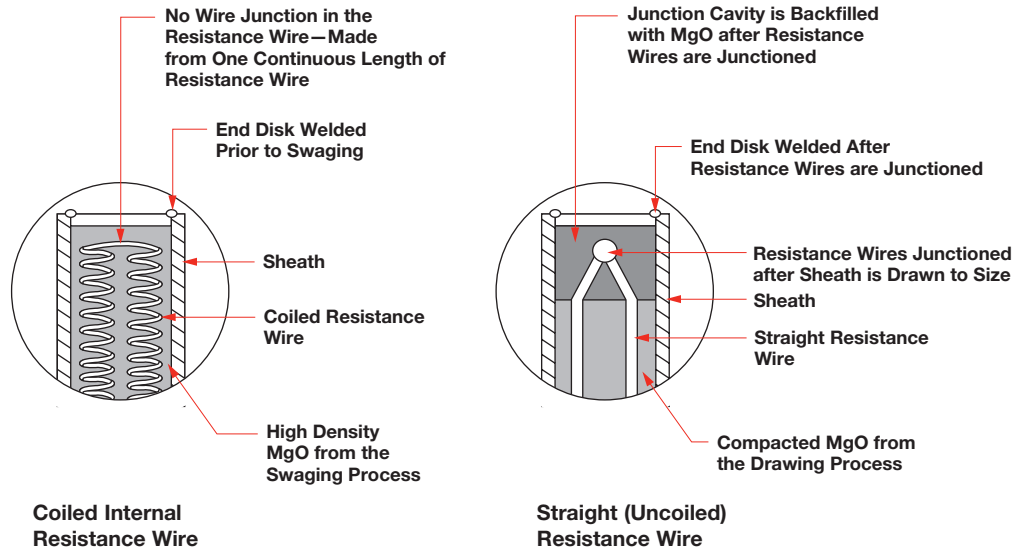 No Wire Junction in the
Resistance Wire—Made
from One Continuous Length of
Resistance Wire
End Disk Welded
Prior to Swaging
Sheath
Coiled Resistance
Wire
High Density
MgO from the
Swaging Process
Coiled Internal
Resistance Wire
Junction Cavity is Backfilled
with MgO after Resistance
Wires are Junctioned
End Disk Welded After
Resistance Wires are Junctioned
Resistance Wires Junctioned
after Sheath is Drawn to Size
Sheath
Straight Resistance
Wire
Compacted MgO from
the Drawing Process
Straight (Uncoiled)
Resistance Wire